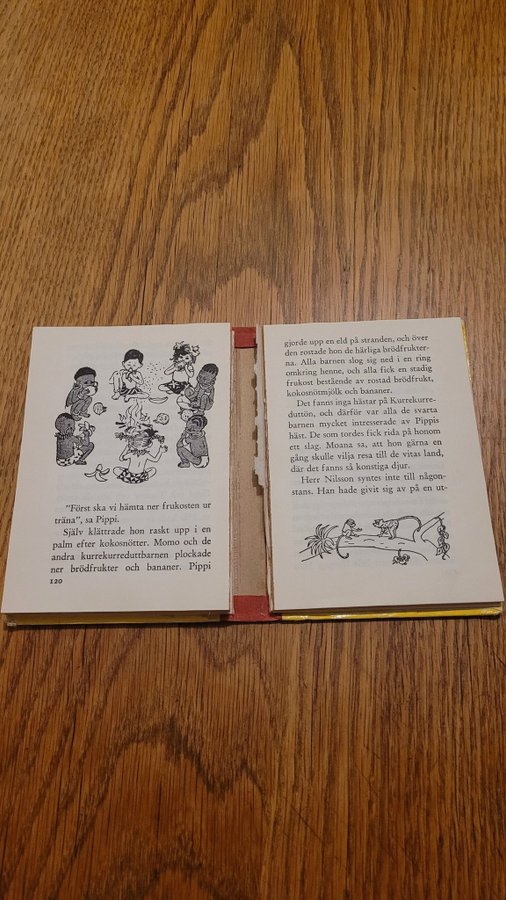 "Först ska vi hämta ner frukosten ur
träna", sa Pippi.
Själv klättrade hon raskt upp i en
palm efter kokosnötter. Momo och de
andra kurrekurreduttbarnen plockade
ner brödfrukter och bananer. Pippi
120
gjorde upp en eld på stranden, och över
den rostade hon de härliga brödfrukter-
na. Alla barnen slog sig ned i en ring
omkring henne, och alla fick en stadig
frukost bestående av rostad brödfrukt,
kokosnötmjölk och bananer.
Det fanns inga hästar på Kurrekurre-
duttön, och därför var alla de svarta
barnen mycket intresserade av Pippis
häst. De som tordes fick rida på honom
ett slag. Moana sa, att hon gärna en
gång skulle vilja resa till de vitas land,
där det fanns så konstiga djur.
Herr Nilsson syntes inte till någon-
stans. Han hade givit sig av på en ut-